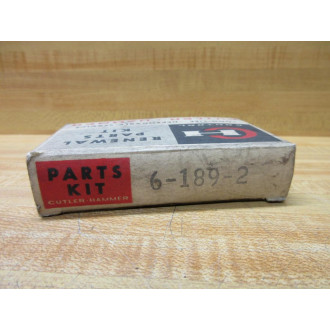 RENEWAL
PARTS
KIT
PARTS
KIT
CUTLER-HAMMER
6-189-2